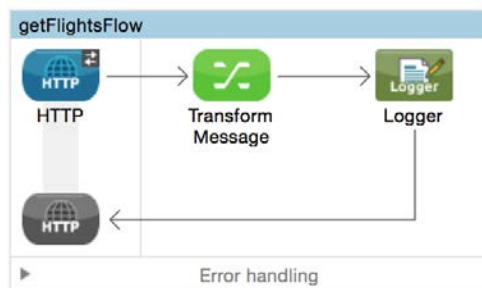 getFlightsFlow
HTTP
HTTP
Logger
Transform
Message
Logger
HTTP
Error handling